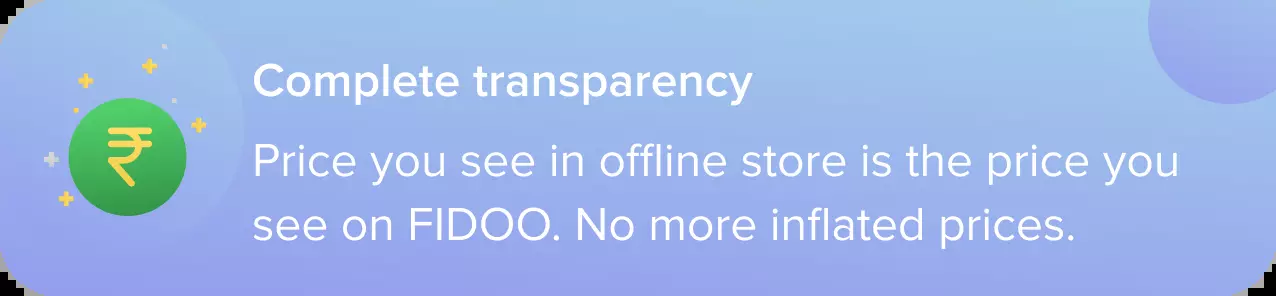 ₹
Complete transparency
Price you see in offline store is the price you
see on FIDOO. No more inflated prices.